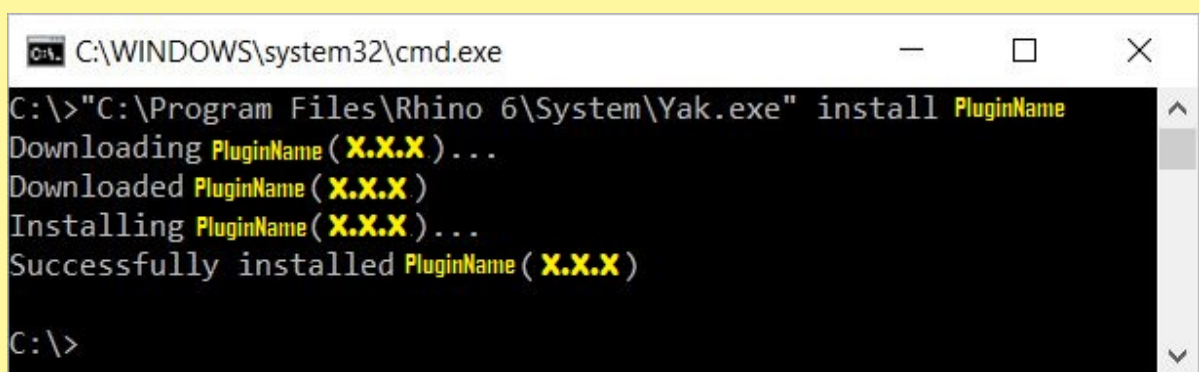 C:\WINDOWS\system32\cmd.exe
C:\>"C:\Program Files\Rhino 6\System\Yak.exe" install PluginName
Downloading PluginName (X.X.X)...
Downloaded PluginName (X.X.X)
Installing PluginName (X.X.X)...
Successfully installed PluginName (X.X.X)
C:\>